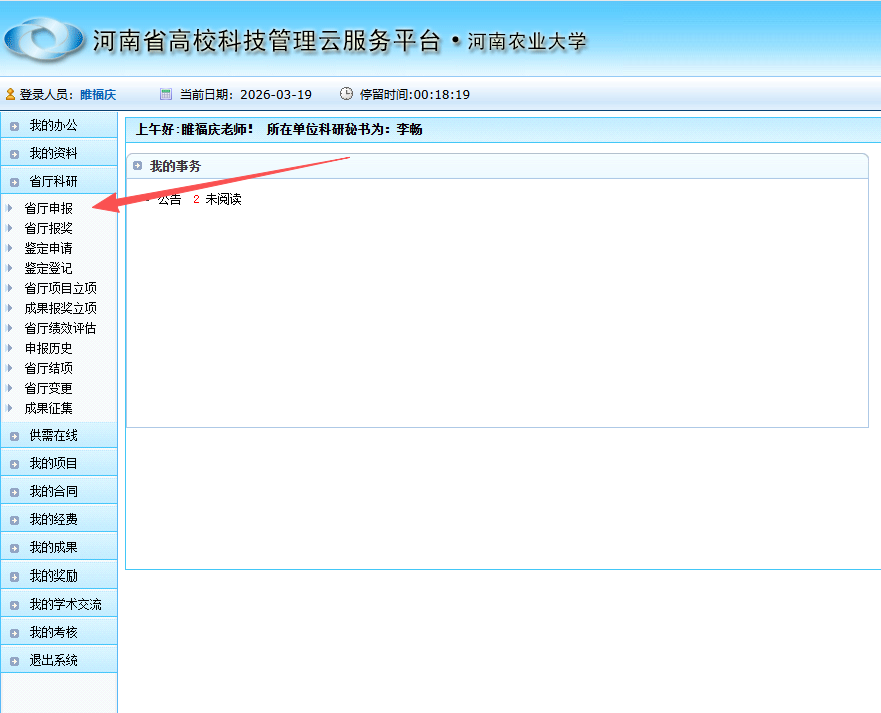 河南省高校科技管理云服务平台·河南农业大学
登录人员：睢福庆 当前日期：2026-03-19 停留时间:00:18:19
我的办公
我的资料
省厅科研
省厅申报
省厅报奖
鉴定申请
鉴定登记
省厅项目立项
成果报奖立项
省厅绩效评估
申报历史
省厅结项
省厅变更
成果征集
供需在线
我的项目
我的合同
我的经费
我的成果
我的奖励
我的学术交流
我的考核
退出系统
上午好:睢福庆老师！ 所在单位科研秘书为：李畅
我的事务
公告 2 未阅读